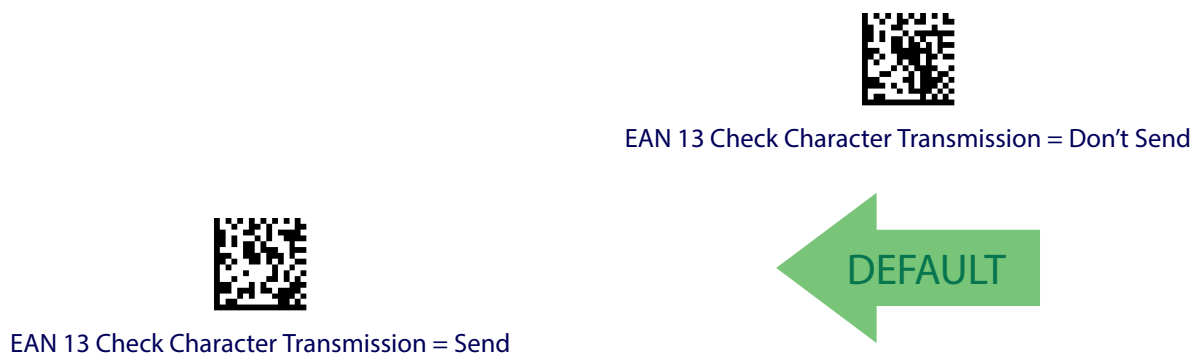 EAN 13 Check Character Transmission = Don’t Send
DEFAULT
EAN 13 Check Character Transmission = Send